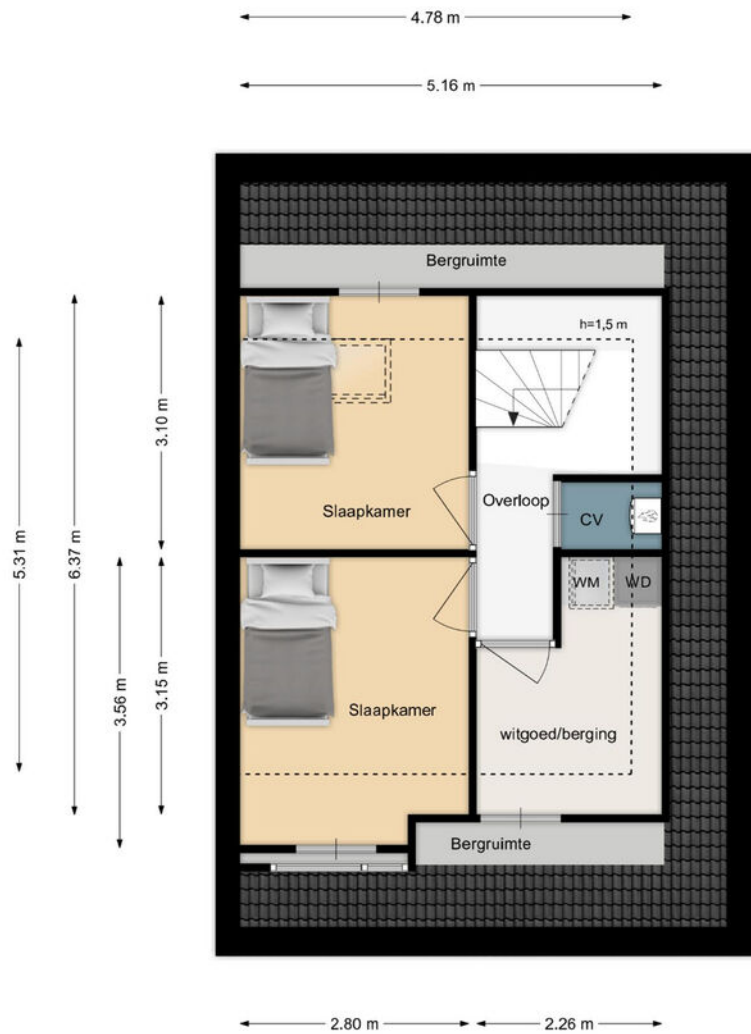 4.78 m
5.16 m
Bergruimte
h=1,5 m
3.10 m
Slaapkamer
Overloop
CV
5.31 m
6.37 m
WM
WD
3.56 m
3.15 m
Slaapkamer
witgoed/berging
Bergruimte
2.80 m
2.26 m